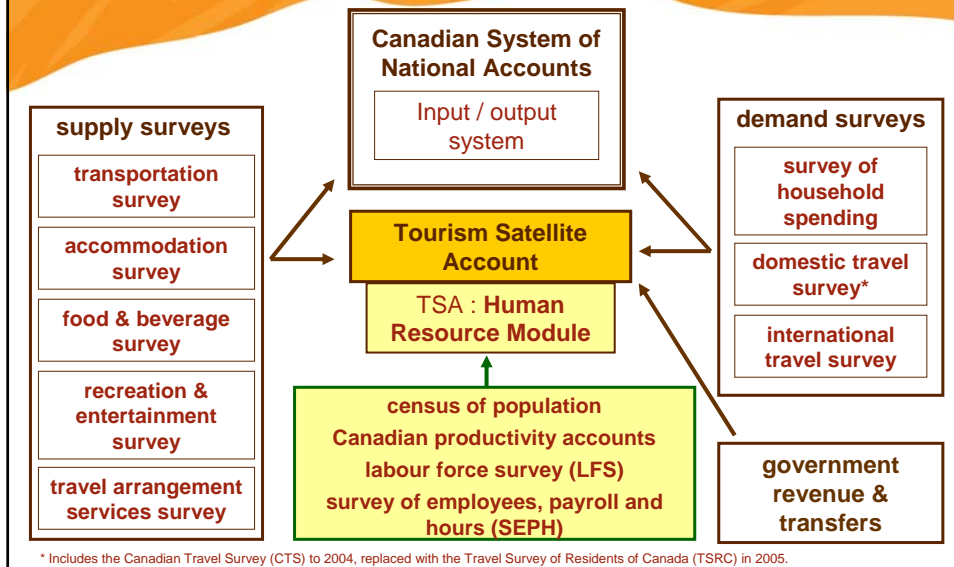 Canadian System of
National Accounts
Input / output
system
supply surveys
transportation
survey
accommodation
survey
food & beverage
survey
recreation &
entertainment
survey
travel arrangement
services survey
Tourism Satellite
Account
TSA : Human
Resource Module
census of population
Canadian productivity accounts
labour force survey (LFS)
survey of employees, payroll and
hours (SEPH)
demand surveys
survey of
household
spending
domestic travel
survey*
international
travel survey
government
revenue &
transfers
* Includes the Canadian Travel Survey (CTS) to 2004, replaced with the Travel Survey of Residents of Canada (TSRC) in 2005.